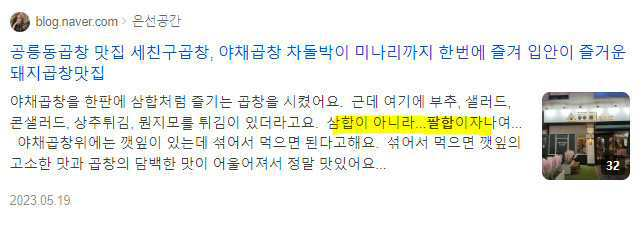 blog.naver.com › 은선공간
공릉동곱창 맛집 세친구곱창, 야채곱창 차돌박이 미나리까지 한번에 즐겨 입안이 즐거운
돼지곱창맛집
야채곱창을 한판에 삼합처럼 즐기는 곱창을 시켰어요. 근데 여기에 부추, 샐러드,
콘샐러드, 상추튀김, 뭔지모를 튀김이 있더라고요. 삼합이 아니라...팔합이자나여...
야채곱창위에는 깻잎이 있는데 섞어서 먹으면 된다고해요. 섞어서 먹으면 깻잎의
고소한 맛과 곱창의 담백한 맛이 어울어져서 정말 맛있어요...
32
2023.05.19.